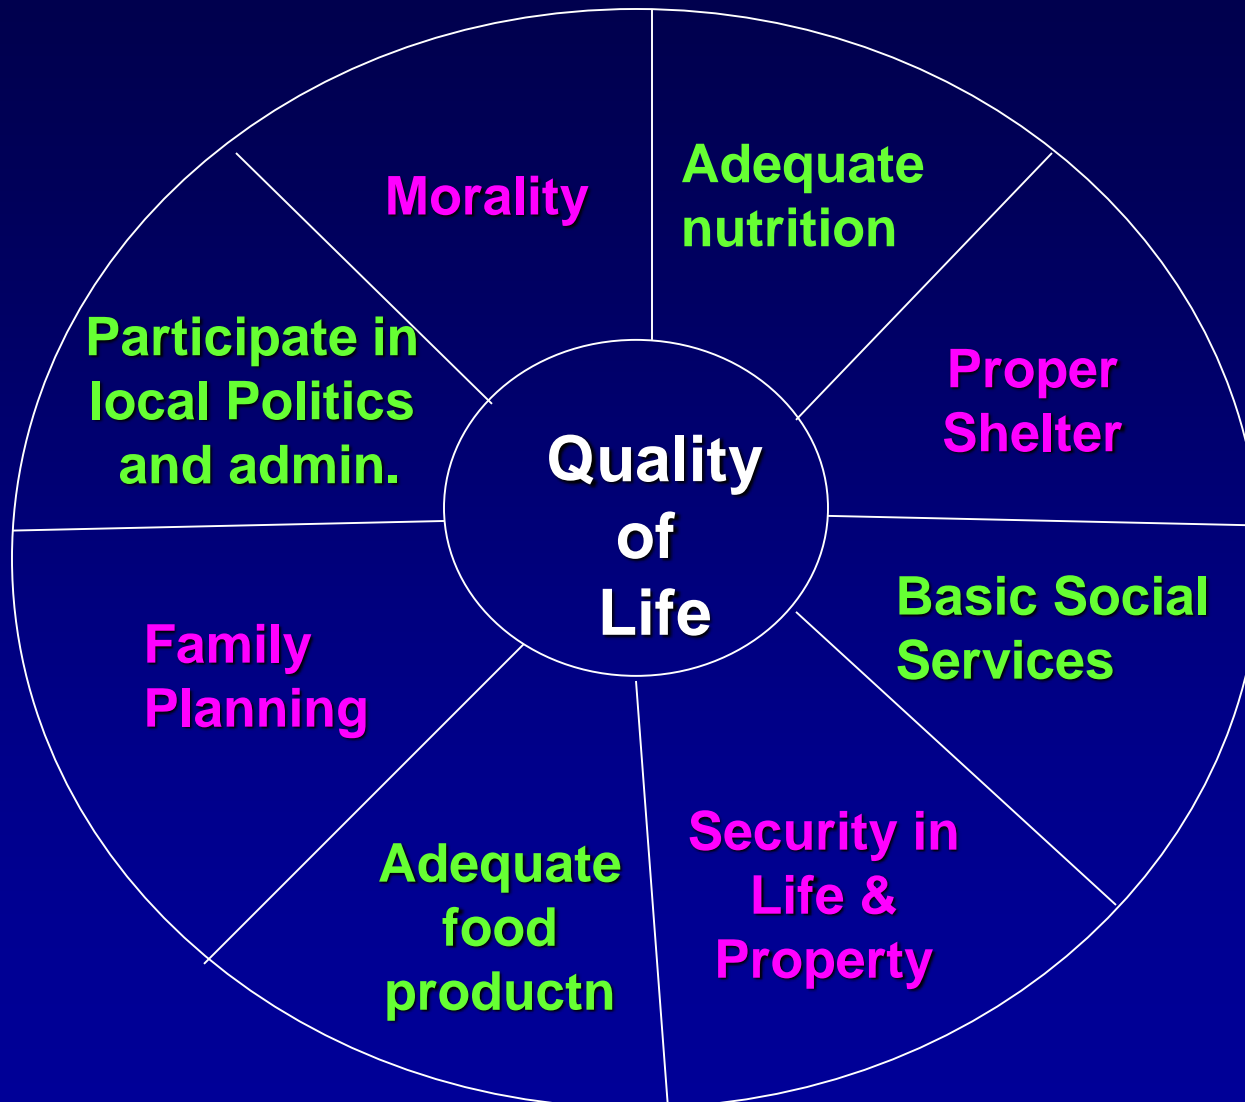 Morality
Adequate
nutrition
Participate in
local Politics
and admin.
Proper
Shelter
Quality
of
Life
Basic Social
Services
Family
Planning
Security in
Life &
Property
Adequate
food
productn